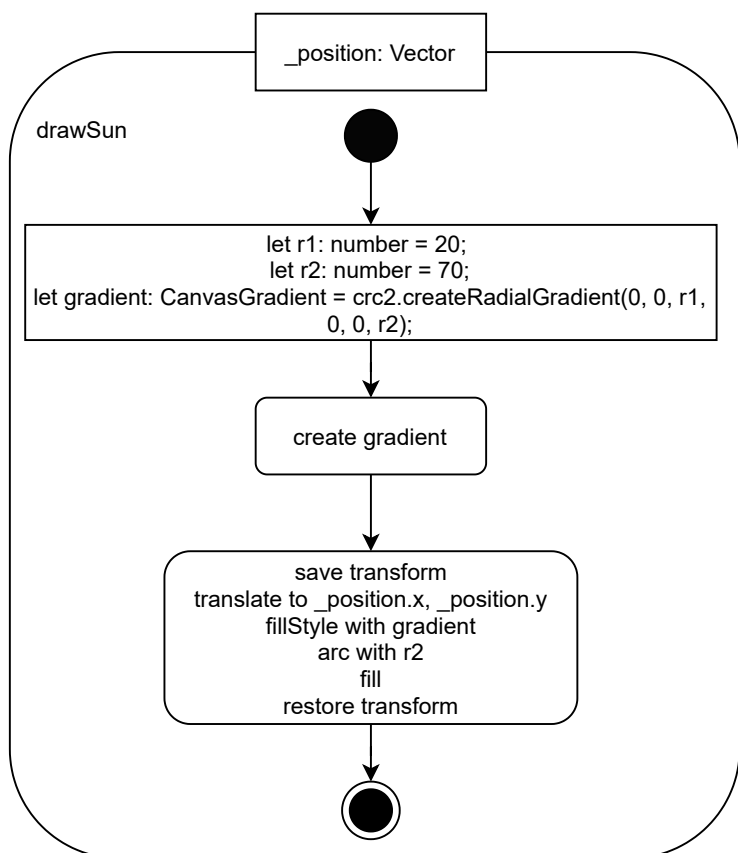 _position: Vector
drawSun
let r1: number = 20;
let r2: number = 70;
let gradient: CanvasGradient = crc2.createRadialGradient(0, 0, r1,
0, 0, r2);
create gradient
save transform
translate to _position.x, _position.y
fillStyle with gradient
arc with r2
fill
restore transform